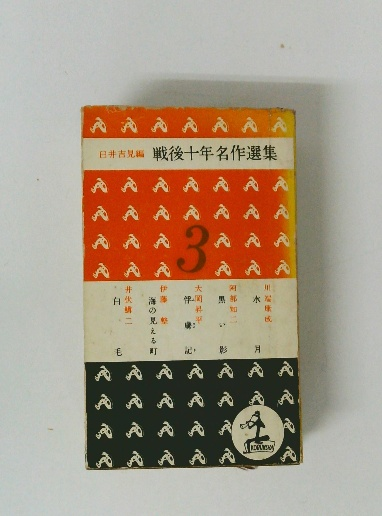 臼井吉見編 戦後十年名作選集
3
川端康成
水月
阿部知二
黒い影
大岡昇平
俘虜記
伊藤整
海の見える町
井伏鱒二
白毛
KOBUNSHA